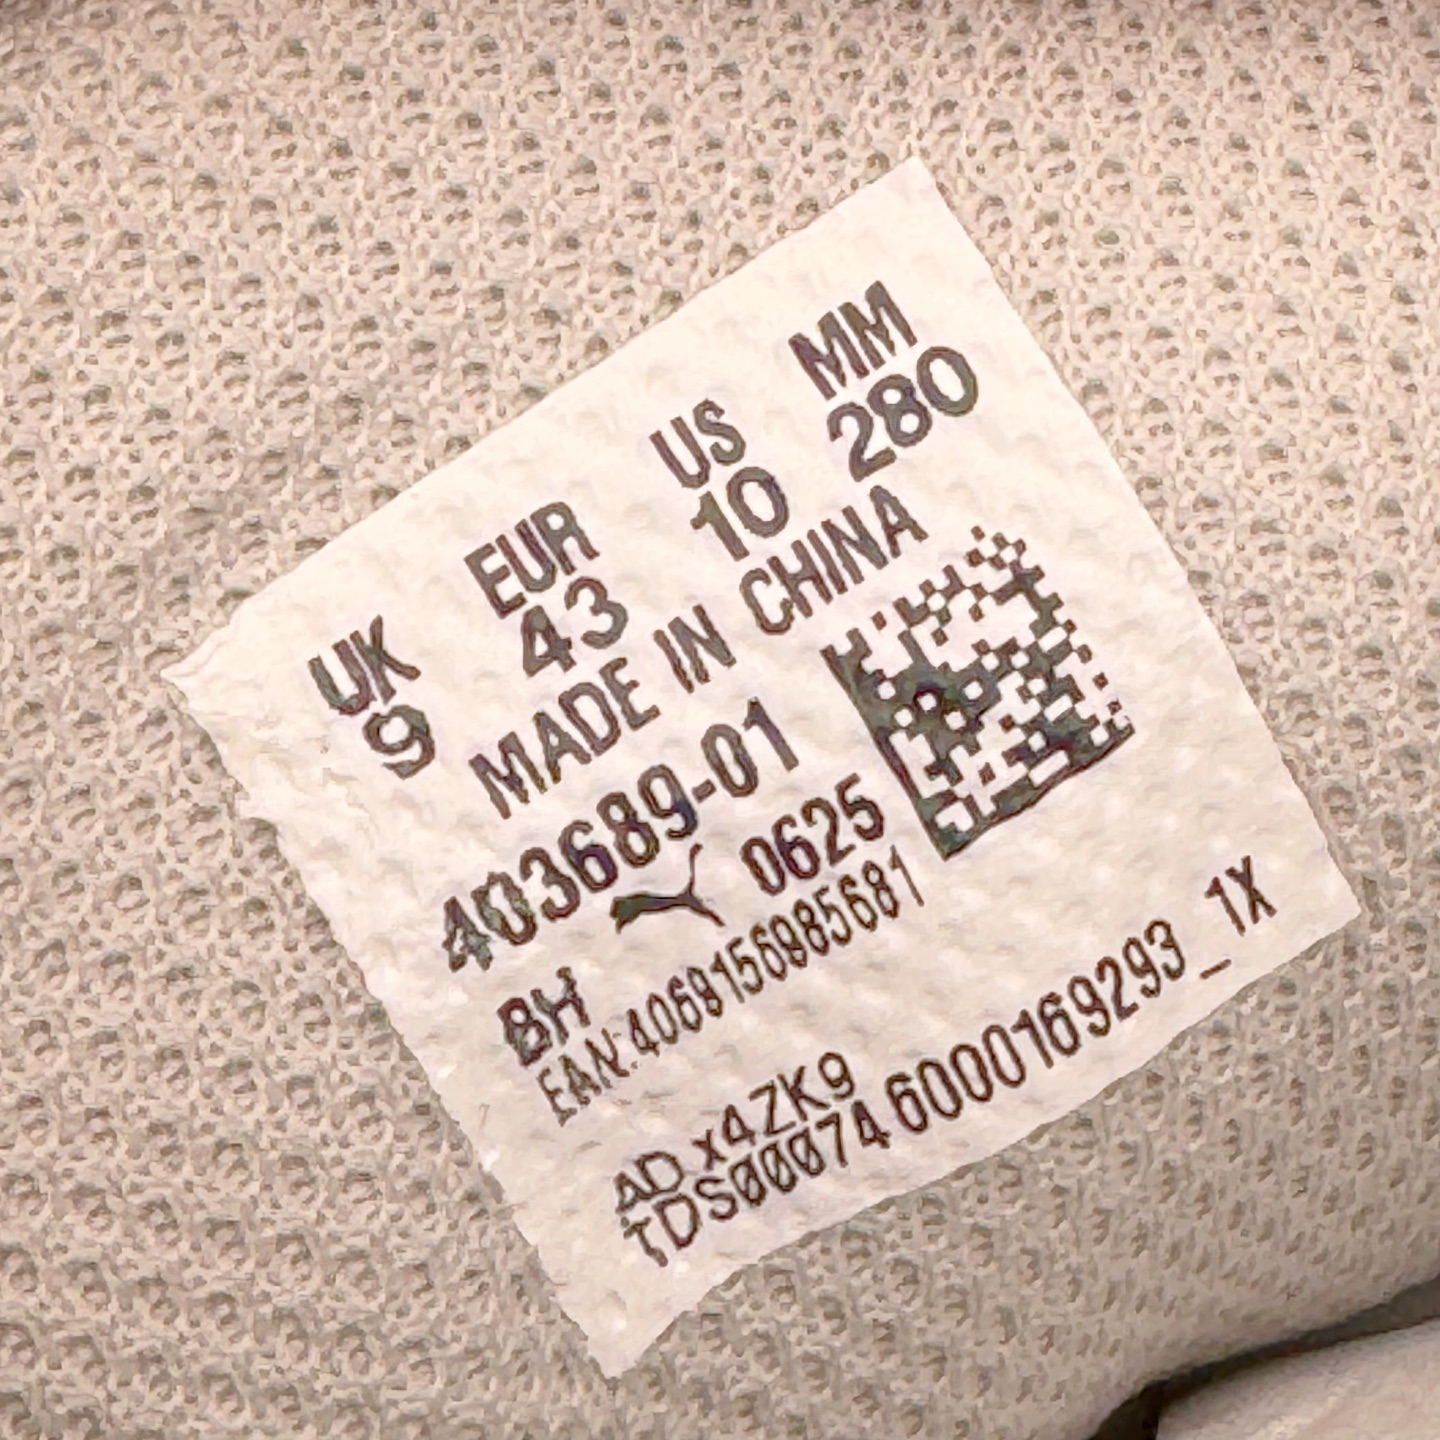 UK EUR US MM
9 43 10 280
MADE IN CHINA
403689-01
0625
BH
EAN:4069156985681
AD x4ZK9
TDS00074 6000169293_1X